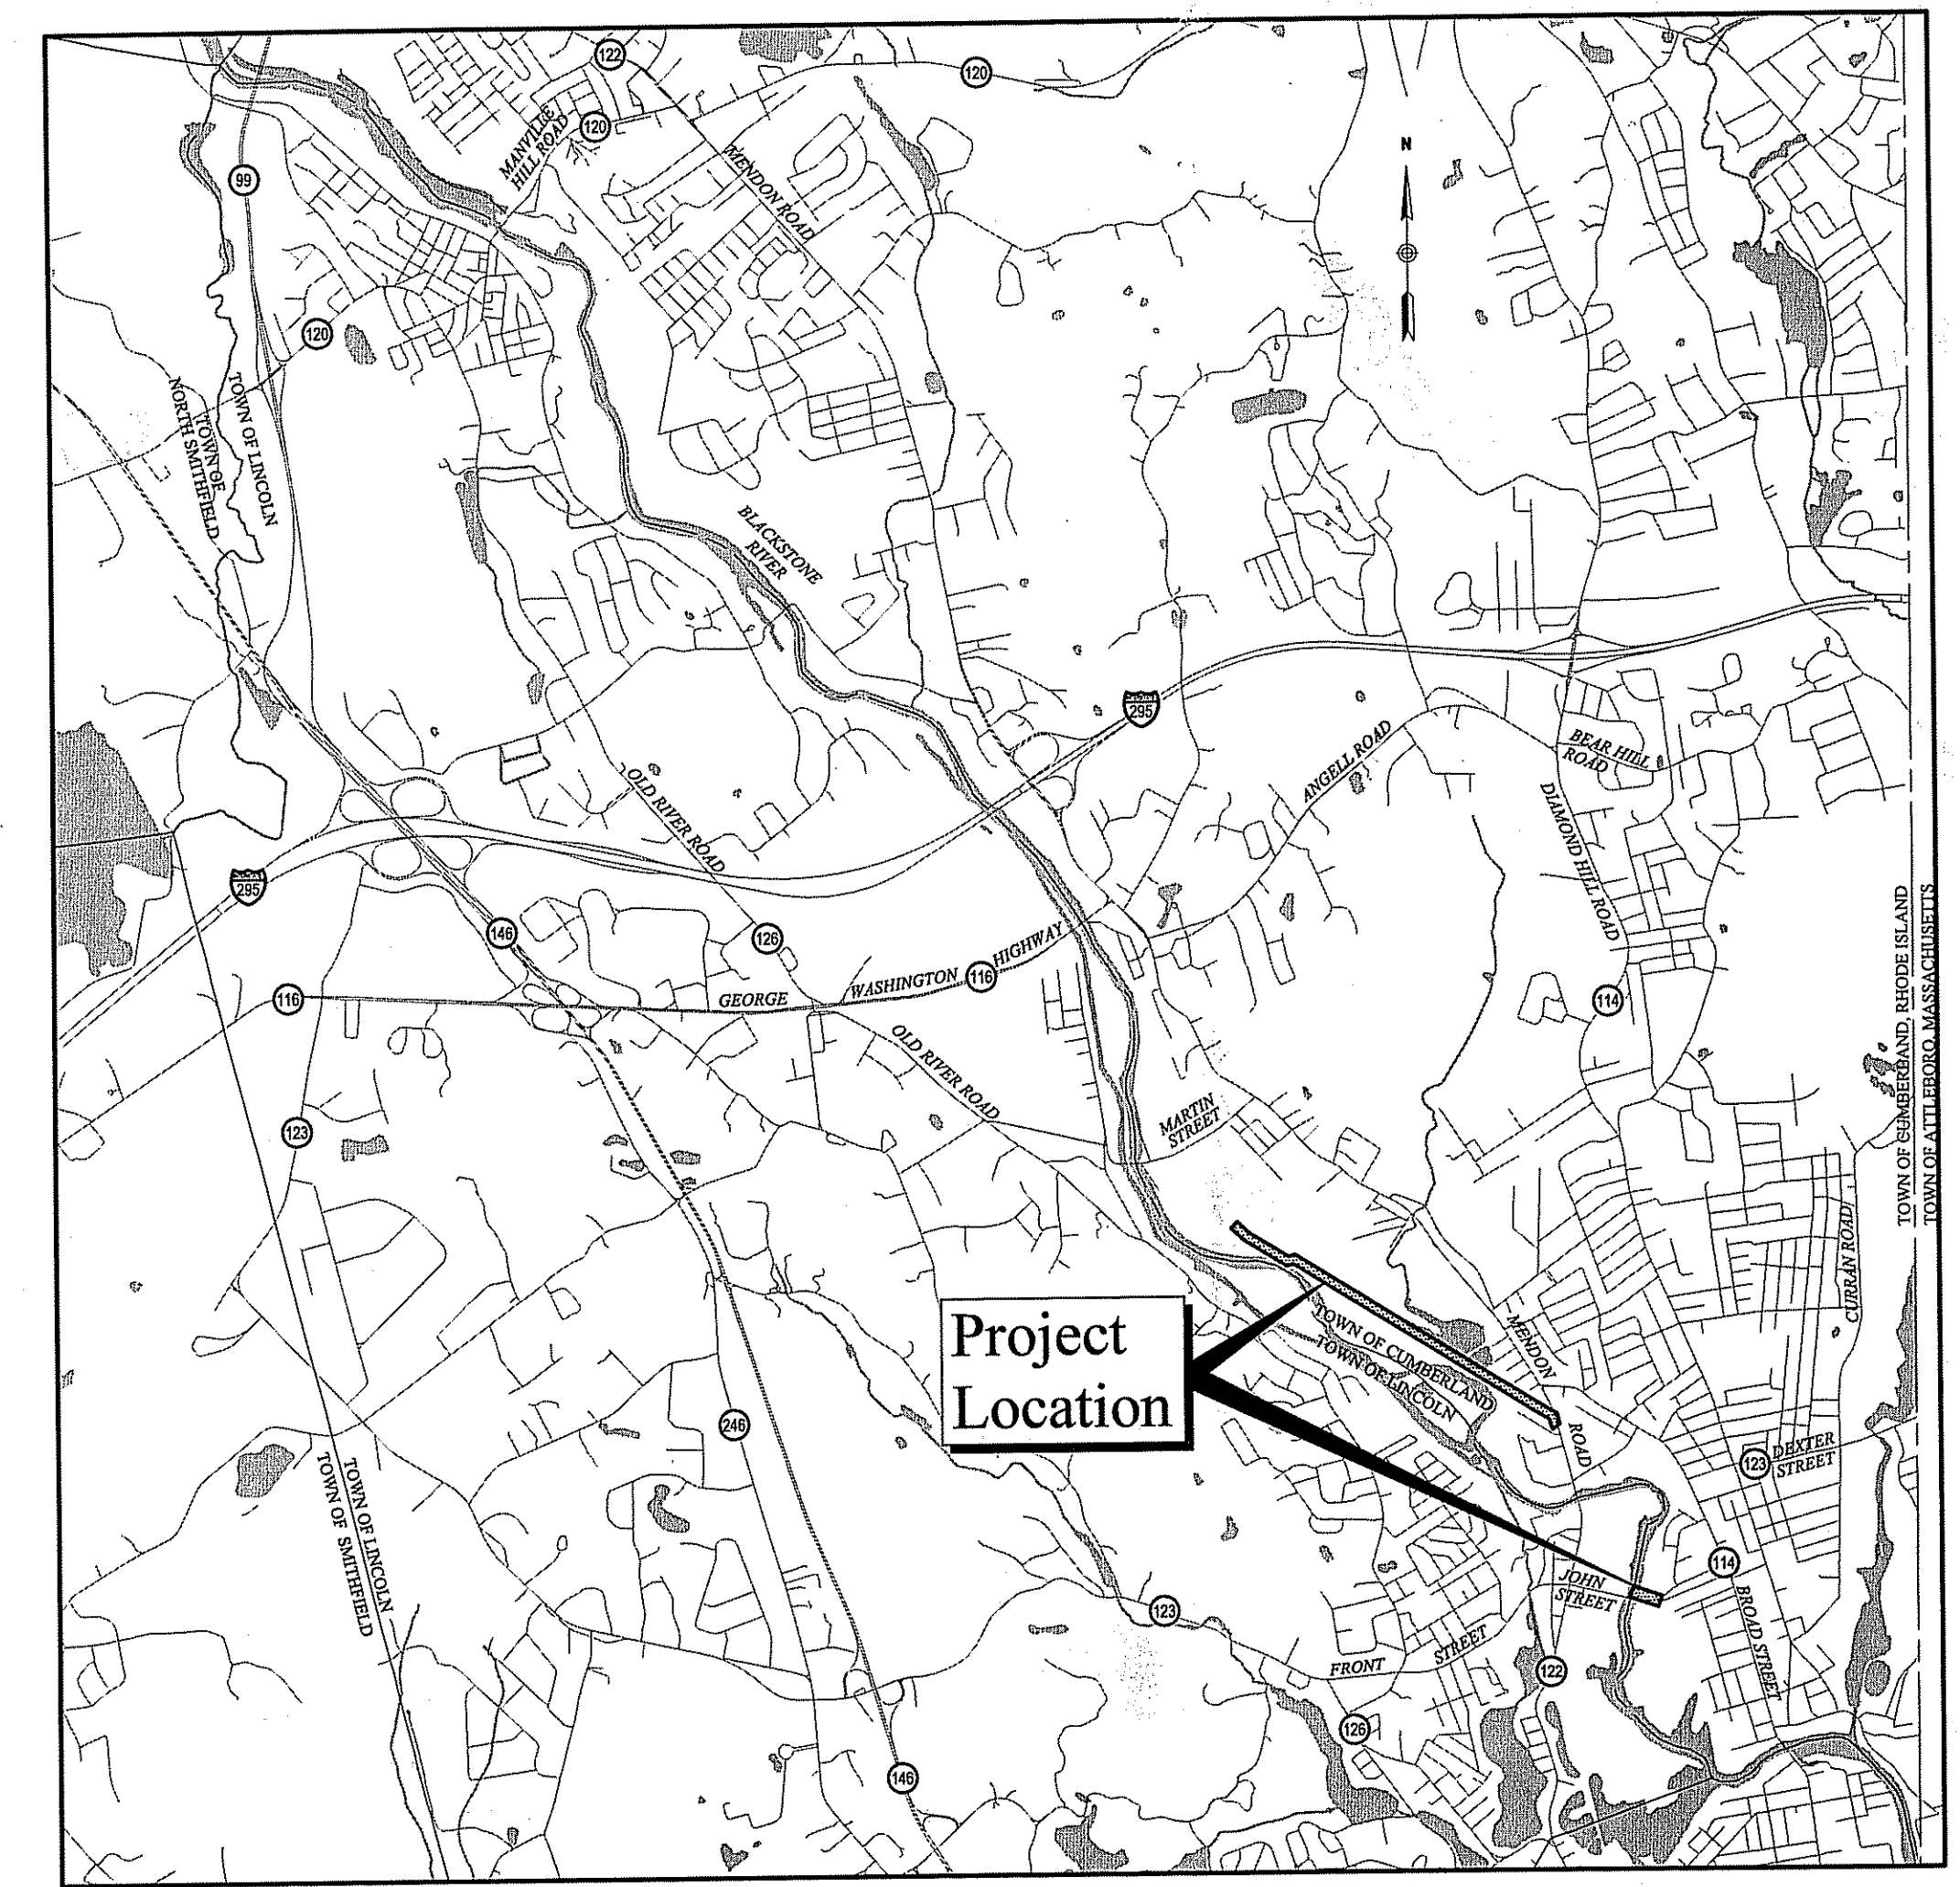 122
120
120
MANVILLE
HILL ROAD
MENDON ROAD
N
99
120
TOWN OF LINCOLN
TOWN OF
NORTH SMITHFIELD
BLACKSTONE
RIVER
295
ANGELL ROAD
BEAR HILL
ROAD
OLD RIVER ROAD
DIAMOND HILL ROAD
295
146
126
116
GEORGE
WASHINGTON
116
HIGHWAY
114
TOWN OF CUMBERLAND, RHODE ISLAND
TOWN OF ATTLEBORO, MASSACHUSETTS
OLD RIVER ROAD
123
MARTIN
STREET
CURRAN ROAD
Project
Location
TOWN OF CUMBERLAND
TOWN OF LINCOLN
MENDON
ROAD
246
123
DEXTER
STREET
TOWN OF LINCOLN
TOWN OF SMITHFIELD
114
JOHN
STREET
BROAD STREET
123
FRONT
STREET
122
126
146